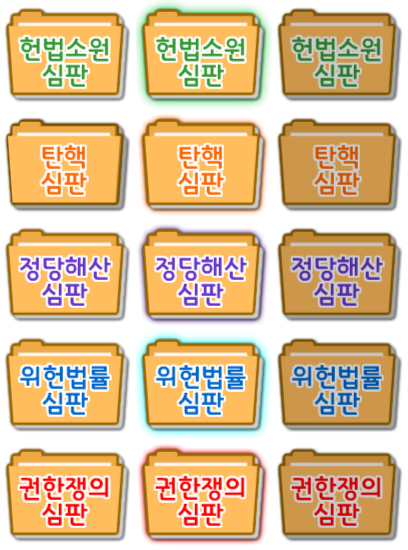 헌법소원 헌법소원 헌법소원
심판 심판 심판
탄핵 탄핵 탄핵
심판 심판 심판
정당해산 정당해산 정당해산
심판 심판 심판
위헌법률 위헌법률 위헌법률
심판 심판 심판
권한쟁의 권한쟁의 권한쟁의
심판 심판 심판